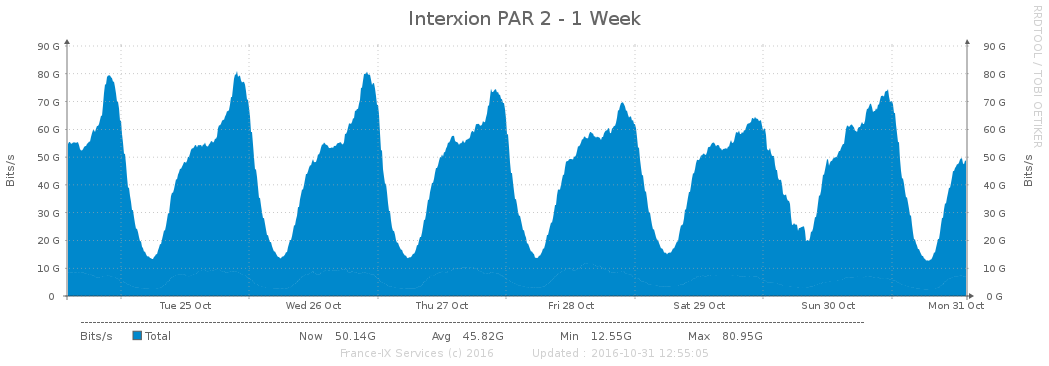 Interxion PAR 2 - 1 Week
RRDTOOL / TOBI OETIKER
Bits/s
90 G
80 G
70 G
60 G
50 G
40 G
30 G
20 G
10 G
0
90 G
80 G
70 G
60 G
50 G
40 G
30 G
20 G
10 G
0 G
Bits/s
Tue 25 Oct Wed 26 Oct Thu 27 Oct Fri 28 Oct Sat 29 Oct Sun 30 Oct Mon 31 Oct
Bits/s Total Now 50.14G Avg 45.82G Min 12.55G Max 80.95G
France-IX Services (c) 2016 Updated : 2016-10-31 12:55:05